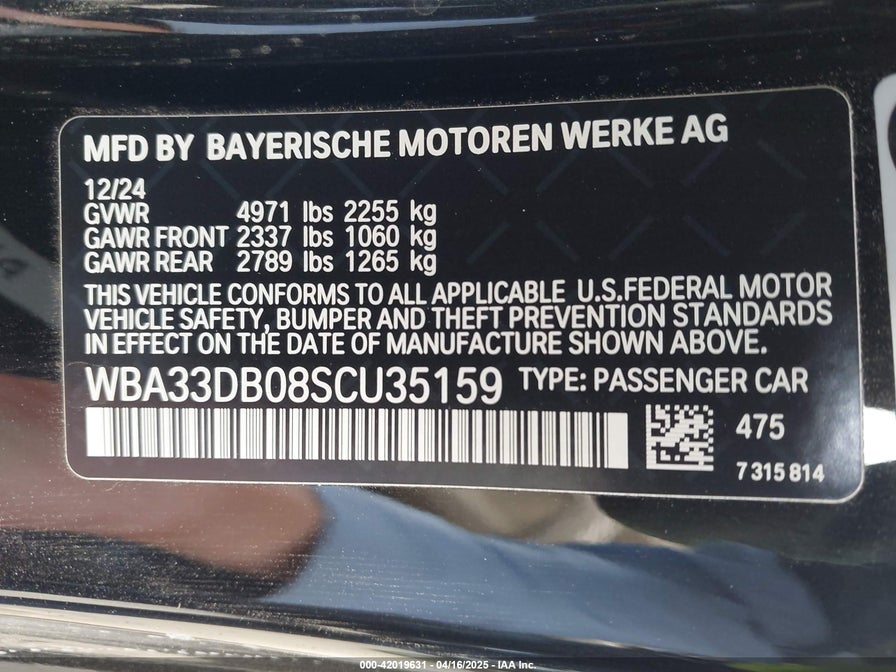 MFD BY BAYERISCHE MOTOREN WERKE AG
12/24
GVWR 4971 lbs 2255 kg
GAWR FRONT 2337 lbs 1060 kg
GAWR REAR 2789 lbs 1265 kg
THIS VEHICLE CONFORMS TO ALL APPLICABLE U.S.FEDERAL MOTOR
VEHICLE SAFETY, BUMPER AND THEFT PREVENTION STANDARDS
IN EFFECT ON THE DATE OF MANUFACTURE SHOWN ABOVE.
WBA33DB08SCU35159 TYPE: PASSENGER CAR
475
7 315 814
000-42019631 - 04/16/2025 - IAA Inc.